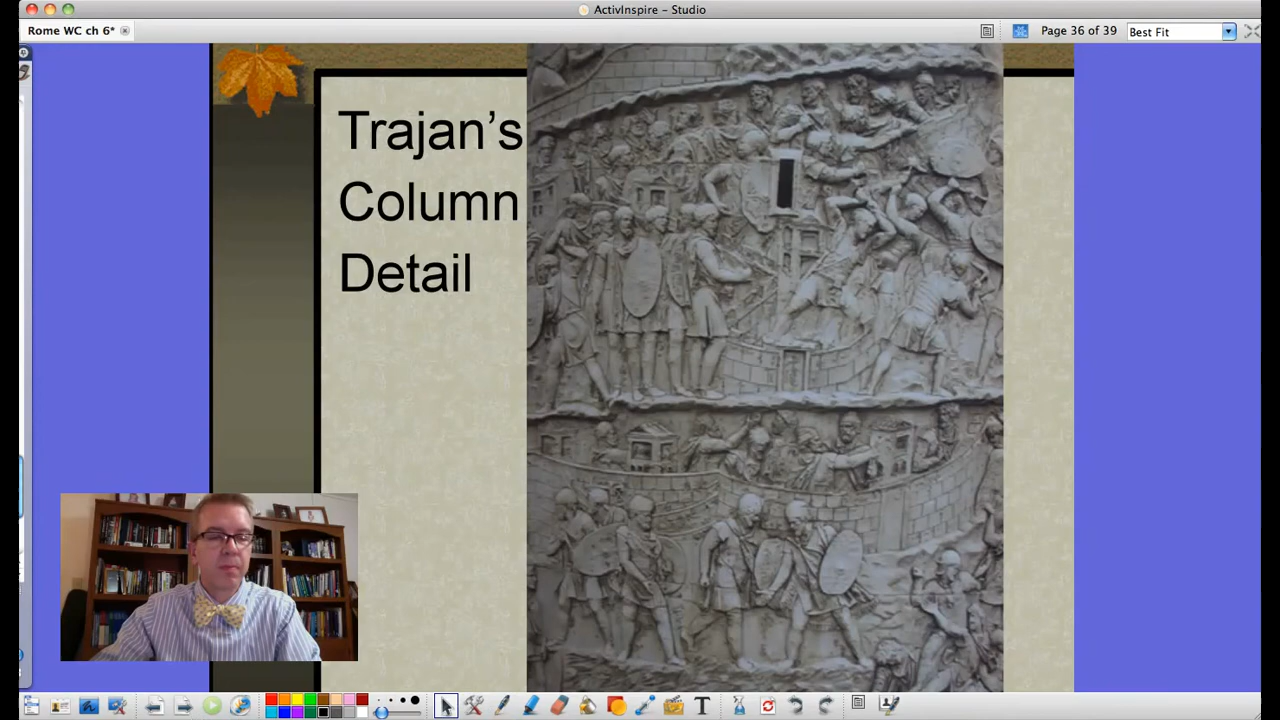 ActivInspire – Studio
Rome WC ch 6*
Page 36 of 39
Best Fit
Trajan's
Column
Detail
T